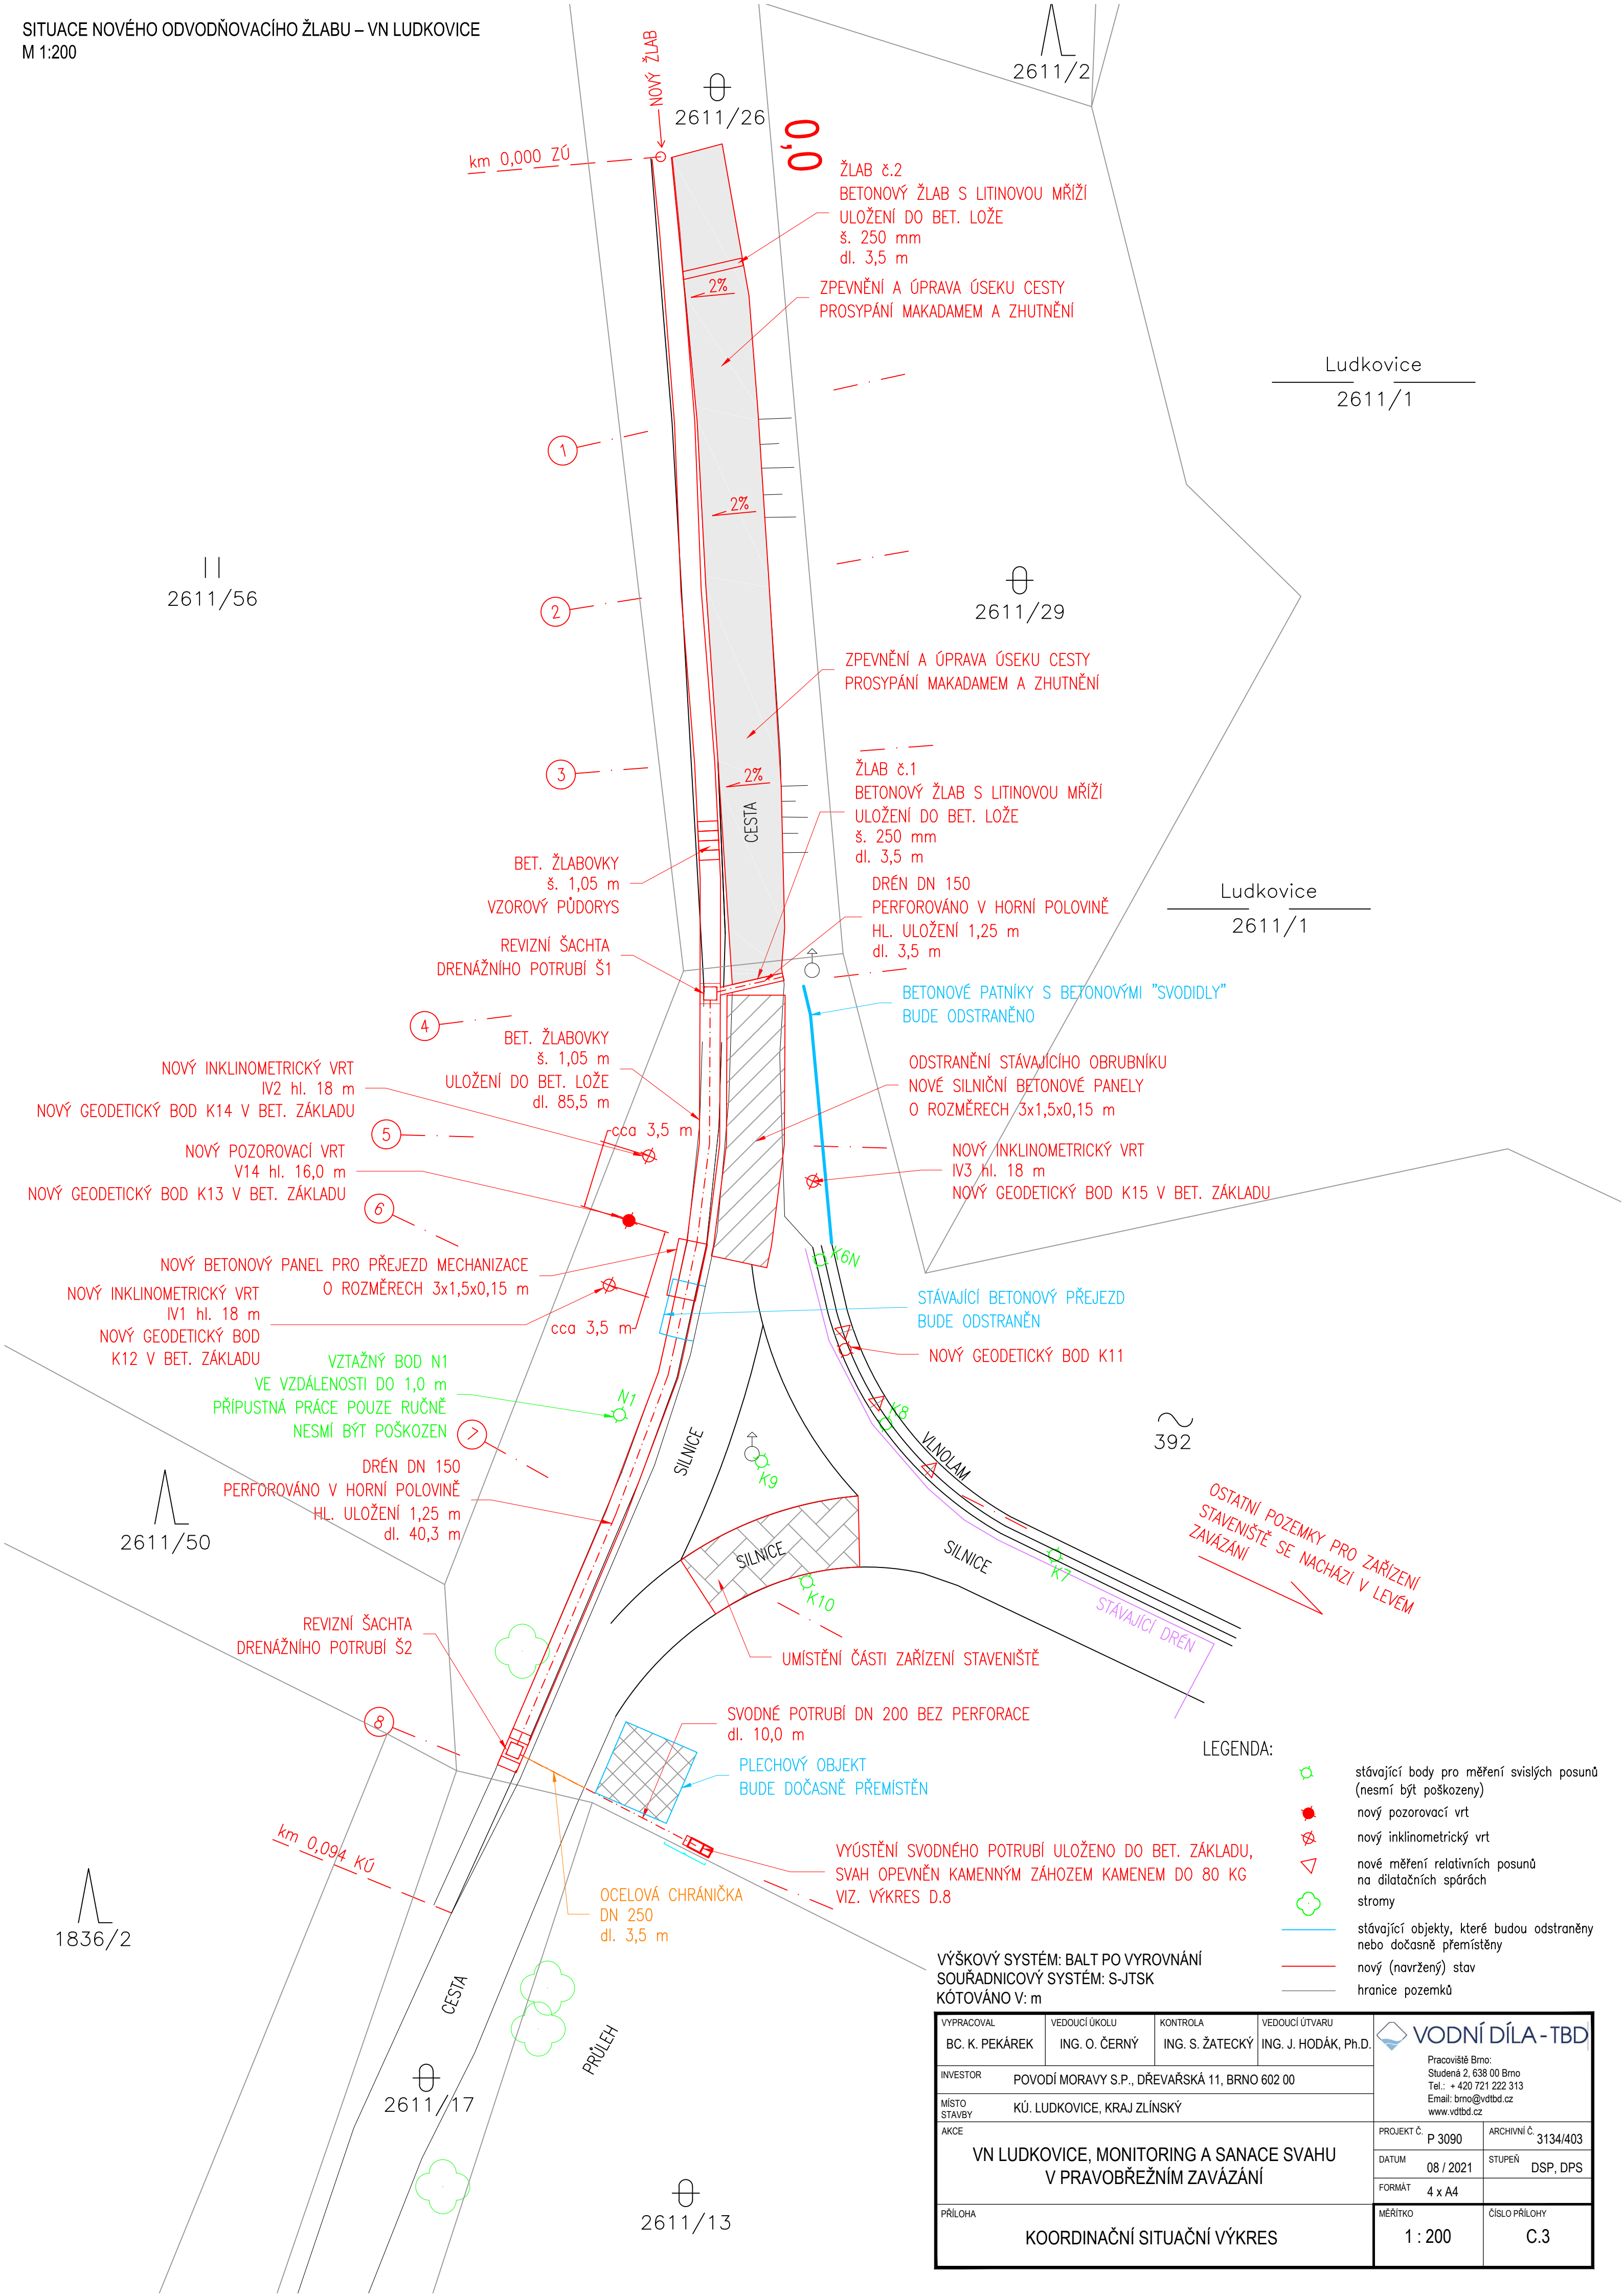 SITUACE NOVÉHO ODVODŇOVACÍHO ŽLABU – VN LUDKOVICE
M 1:200
NOVÝ ŽLAB
2611/26
2611/2
0,0
km 0,000 ZÚ
ŽLAB č.2
BETONOVÝ ŽLAB S LITINOVOU MŘÍŽÍ
ULOŽENÍ DO BET. LOŽE
š. 250 mm
dl. 3,5 m
2%
ZPEVNĚNÍ A ÚPRAVA ÚSEKU CESTY
PROSYPÁNÍ MAKADAMEM A ZHUTNĚNÍ
Ludkovice
2611/1
1
2%
2611/56
2
2611/29
ZPEVNĚNÍ A ÚPRAVA ÚSEKU CESTY
PROSYPÁNÍ MAKADAMEM A ZHUTNĚNÍ
3
2%
CESTA
ŽLAB č.1
BETONOVÝ ŽLAB S LITINOVOU MŘÍŽÍ
ULOŽENÍ DO BET. LOŽE
š. 250 mm
dl. 3,5 m
BET. ŽLABOVKY
š. 1,05 m
VZOROVÝ PŮDORYS
DRÉN DN 150
PERFOROVÁNO V HORNÍ POLOVINĚ
HL. ULOŽENÍ 1,25 m
dl. 3,5 m
Ludkovice
2611/1
REVIZNÍ ŠACHTA
DRENÁŽNÍHO POTRUBÍ Š1
BETONOVÉ PATNÍKY S BETONOVÝMI "SVODIDLY"
BUDE ODSTRANĚNO
4
BET. ŽLABOVKY
š. 1,05 m
ULOŽENÍ DO BET. LOŽE
dl. 85,5 m
ODSTRANĚNÍ STÁVAJÍCÍHO OBRUBNÍKU
NOVÉ SILNIČNÍ BETONOVÉ PANELY
O ROZMĚRECH 3x1,5x0,15 m
NOVÝ INKLINOMETRICKÝ VRT
IV2 hl. 18 m
NOVÝ GEODETICKÝ BOD K14 V BET. ZÁKLADU
5
cca 3,5 m
NOVÝ POZOROVACÍ VRT
V14 hl. 16,0 m
NOVÝ GEODETICKÝ BOD K13 V BET. ZÁKLADU
NOVÝ INKLINOMETRICKÝ VRT
IV3 hl. 18 m
NOVÝ GEODETICKÝ BOD K15 V BET. ZÁKLADU
6
NOVÝ BETONOVÝ PANEL PRO PŘEJEZD MECHANIZACE
O ROZMĚRECH 3x1,5x0,15 m
K6N
NOVÝ INKLINOMETRICKÝ VRT
IV1 hl. 18 m
NOVÝ GEODETICKÝ BOD
K12 V BET. ZÁKLADU
cca 3,5 m
STÁVAJÍCÍ BETONOVÝ PŘEJEZD
BUDE ODSTRANĚN
NOVÝ GEODETICKÝ BOD K11
VZTAŽNÝ BOD N1
VE VZDÁLENOSTI DO 1,0 m
PŘÍPUSTNÁ PRÁCE POUZE RUČNĚ
NESMÍ BÝT POŠKOZEN
N1
K8
7
SILNICE
VLNOLAM
392
K9
DRÉN DN 150
PERFOROVÁNO V HORNÍ POLOVINĚ
HL. ULOŽENÍ 1,25 m
dl. 40,3 m
2611/50
SILNICE
SILNICE
OSTATNÍ POZEMKY PRO ZAŘÍZENÍ
STAVENIŠTĚ SE NACHÁZÍ V LEVÉM
ZAVÁZÁNÍ
K7
K10
STÁVAJÍCÍ DRÉN
REVIZNÍ ŠACHTA
DRENÁŽNÍHO POTRUBÍ Š2
UMÍSTĚNÍ ČÁSTI ZAŘÍZENÍ STAVENIŠTĚ
8
SVODNÉ POTRUBÍ DN 200 BEZ PERFORACE
dl. 10,0 m
PLECHOVÝ OBJEKT
BUDE DOČASNĚ PŘEMÍSTĚN
km 0,094 KÚ
VYÚSTĚNÍ SVODNÉHO POTRUBÍ ULOŽENO DO BET. ZÁKLADU,
SVAH OPEVNĚN KAMENNÝM ZÁHOZEM KAMENEM DO 80 KG
VIZ. VÝKRES D.8
OCELOVÁ CHRÁNIČKA
DN 250
dl. 3,5 m
1836/2
CESTA
PRŮLEH
2611/17
2611/13
LEGENDA:
stávající body pro měření svislých posunů
(nesmí být poškozeny)
nový pozorovací vrt
nový inklinometrický vrt
nové měření relativních posunů
na dilatačních spárách
stromy
stávající objekty, které budou odstraněny
nebo dočasně přemístěny
nový (navržený) stav
hranice pozemků
VÝŠKOVÝ SYSTÉM: BALT PO VYROVNÁNÍ
SOUŘADNICOVÝ SYSTÉM: S-JTSK
KÓTOVÁNO V: m
VYPRACOVAL
BC. K. PEKÁREK
VEDOUCÍ ÚKOLU
ING. O. ČERNÝ
KONTROLA
ING. S. ŽATECKÝ
VEDOUCÍ ÚTVARU
ING. J. HODÁK, Ph.D.
VODNÍ DÍLA - TBD
Pracoviště Brno:
Studená 2, 638 00 Brno
Tel.: + 420 721 222 313
Email: brno@vdtbd.cz
www.vdtbd.cz
INVESTOR POVODÍ MORAVY S.P., DŘEVAŘSKÁ 11, BRNO 602 00
MÍSTO
STAVBY
KÚ. LUDKOVICE, KRAJ ZLÍNSKÝ
AKCE
VN LUDKOVICE, MONITORING A SANACE SVAHU
V PRAVOBŘEŽNÍM ZAVÁZÁNÍ
PROJEKT Č. P 3090
ARCHIVNÍ Č. 3134/403
DATUM 08 / 2021
STUPEŇ DSP, DPS
FORMÁT 4 x A4
PŘÍLOHA
KOORDINAČNÍ SITUAČNÍ VÝKRES
MĚŘÍTKO
1 : 200
ČÍSLO PŘÍLOHY
C.3